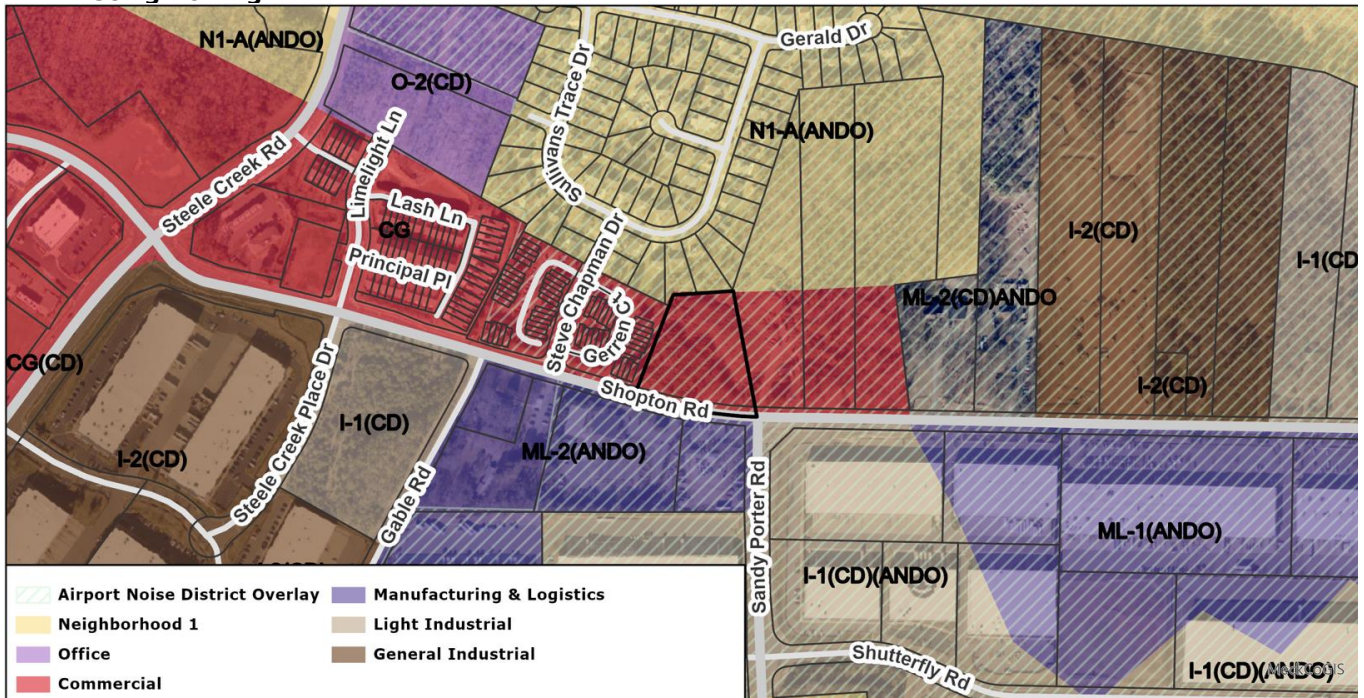 N1-A(ANDO)
Gerald Dr
O-2(CD)
Sullivans Trace Dr
Limelight Ln
N1-A(ANDO)
Steele Creek Rd
Lash Ln
CG
Steve Chapman Dr
I-2(CD)
I-1(CD
Principal Pl
ML-2(CD)ANDO
Gerren Ct
CG(CD)
Steele Creek Place Dr
Shopton Rd
I-2(CD)
I-1(CD)
ML-2(ANDO)
I-2(CD)
Gable Rd
Sandy Porter Rd
ML-1(ANDO)
I-1(CD)(ANDO)
Shutterfly Rd
I-1(CD)(ANDO)
MeckCoGIS
Airport Noise District Overlay
Neighborhood 1
Office
Commercial
Manufacturing & Logistics
Light Industrial
General Industrial